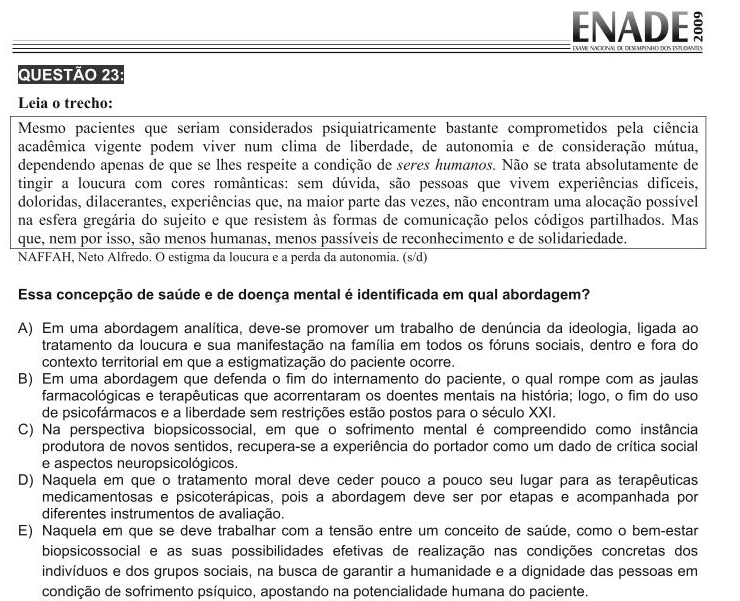 ENADE 2009
EXAME NACIONAL DE DESEMPENHO DOS ESTUDANTES
QUESTÃO 23:
Leia o trecho:
Mesmo pacientes que seriam considerados psiquiatricamente bastante comprometidos pela ciência
acadêmica vigente podem viver num clima de liberdade, de autonomia e de consideração mútua,
dependendo apenas de que se lhes respeite a condição de seres humanos. Não se trata absolutamente de
tingir a loucura com cores românticas: sem dúvida, são pessoas que vivem experiências difíceis,
doloridas, dilacerantes, experiências que, na maior parte das vezes, não encontram uma alocação possível
na esfera gregária do sujeito e que resistem às formas de comunicação pelos códigos partilhados. Mas
que, nem por isso, são menos humanas, menos passíveis de reconhecimento e de solidariedade.
NAFFAH, Neto Alfredo. O estigma da loucura e a perda da autonomia. (s/d)
Essa concepção de saúde e de doença mental é identificada em qual abordagem?
A) Em uma abordagem analítica, deve-se promover um trabalho de denúncia da ideologia, ligada ao
tratamento da loucura e sua manifestação na família em todos os fóruns sociais, dentro e fora do
contexto territorial em que a estigmatização do paciente ocorre.
B) Em uma abordagem que defenda o fim do internamento do paciente, o qual rompe com as jaulas
farmacológicas e terapêuticas que acorrentaram os doentes mentais na história; logo, o fim do uso
de psicofármacos e a liberdade sem restrições estão postos para o século XXI.
C) Na perspectiva biopsicossocial, em que o sofrimento mental é compreendido como instância
produtora de novos sentidos, recupera-se a experiência do portador como um dado de crítica social
e aspectos neuropsicológicos.
D) Naquela em que o tratamento moral deve ceder pouco a pouco seu lugar para as terapêuticas
medicamentosas e psicoterápicas, pois a abordagem deve ser por etapas e acompanhada por
diferentes instrumentos de avaliação.
E) Naquela em que se deve trabalhar com a tensão entre um conceito de saúde, como o bem-estar
biopsicossocial e as suas possibilidades efetivas de realização nas condições concretas dos
indivíduos e dos grupos sociais, na busca de garantir a humanidade e a dignidade das pessoas em
condição de sofrimento psíquico, apostando na potencialidade humana do paciente.